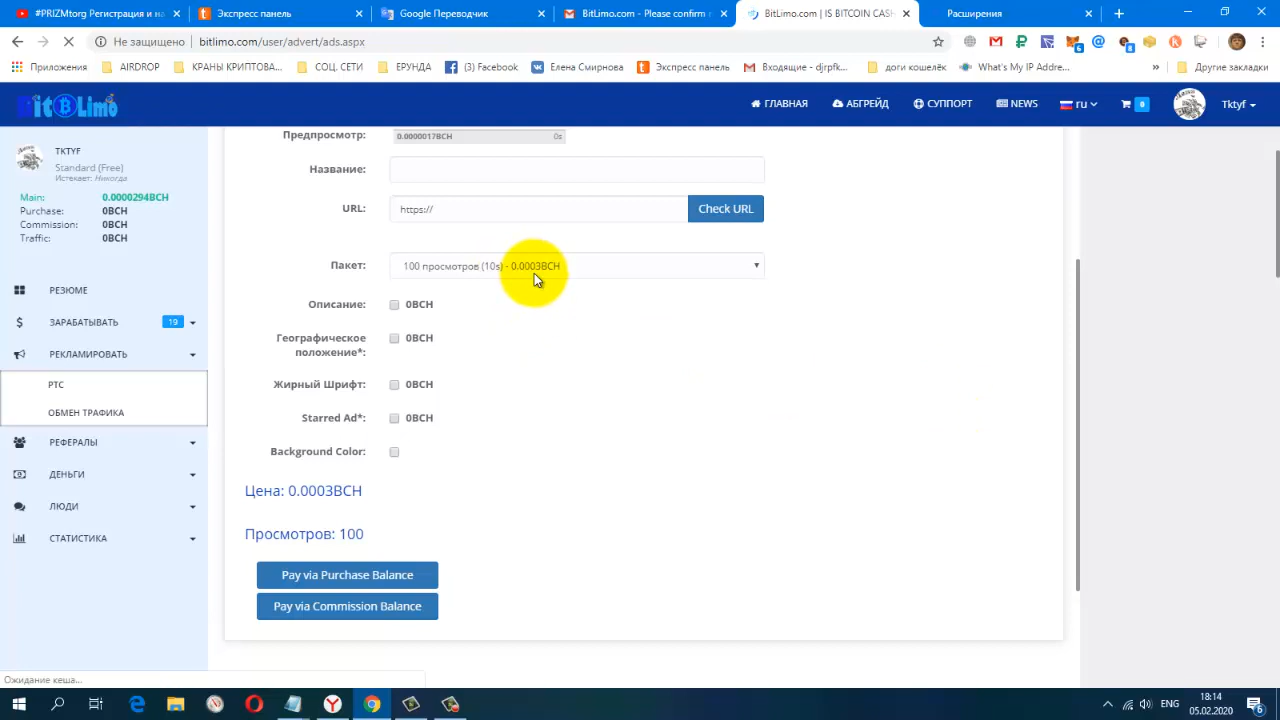 #PRIZMtorg Регистрация и на
Экспресс панель
Google Переводчик
BitLimo.com - Please confirm r
BitLimo.com | IS BITCOIN CASH
Расширения
Не защищено | bitlimo.com/user/advert/ads.aspx
Приложения
AIRDROP
КРАНЫ КРИПТОВА...
СОЦ. СЕТИ
ЕРУНДА
(3) Facebook
Елена Смирнова
Экспресс панель
Входящие - djrpfk...
доги кошелёк
What's My IP Addre...
»
Другие закладки
BitLimo
ГЛАВНАЯ
АБГРЕЙД
СУППОРТ
NEWS
ru
0
Tktyf
TKTYF
Standard (Free)
Истекает: Никогда
Main: 0.0000294BCH
Purchase: 0BCH
Commission: 0BCH
Traffic: 0BCH
РЕЗЮМЕ
ЗАРАБАТЫВАТЬ 19
РЕКЛАМИРОВАТЬ
PTC
ОБМЕН ТРАФИКА
РЕФЕРАЛЫ
ДЕНЬГИ
ЛЮДИ
СТАТИСТИКА
Предпросмотр: 0.0000017BCH 0s
Название:
URL: https:// Check URL
Пакет: 100 просмотров (10s) - 0.0003BCH
Описание: 0BCH
Географическое
положение*: 0BCH
Жирный Шрифт: 0BCH
Starred Ad*: 0BCH
Background Color:
Цена: 0.0003BCH
Просмотров: 100
Pay via Purchase Balance
Pay via Commission Balance
Ожидание кеша...
ENG
18:14
05.02.2020
6